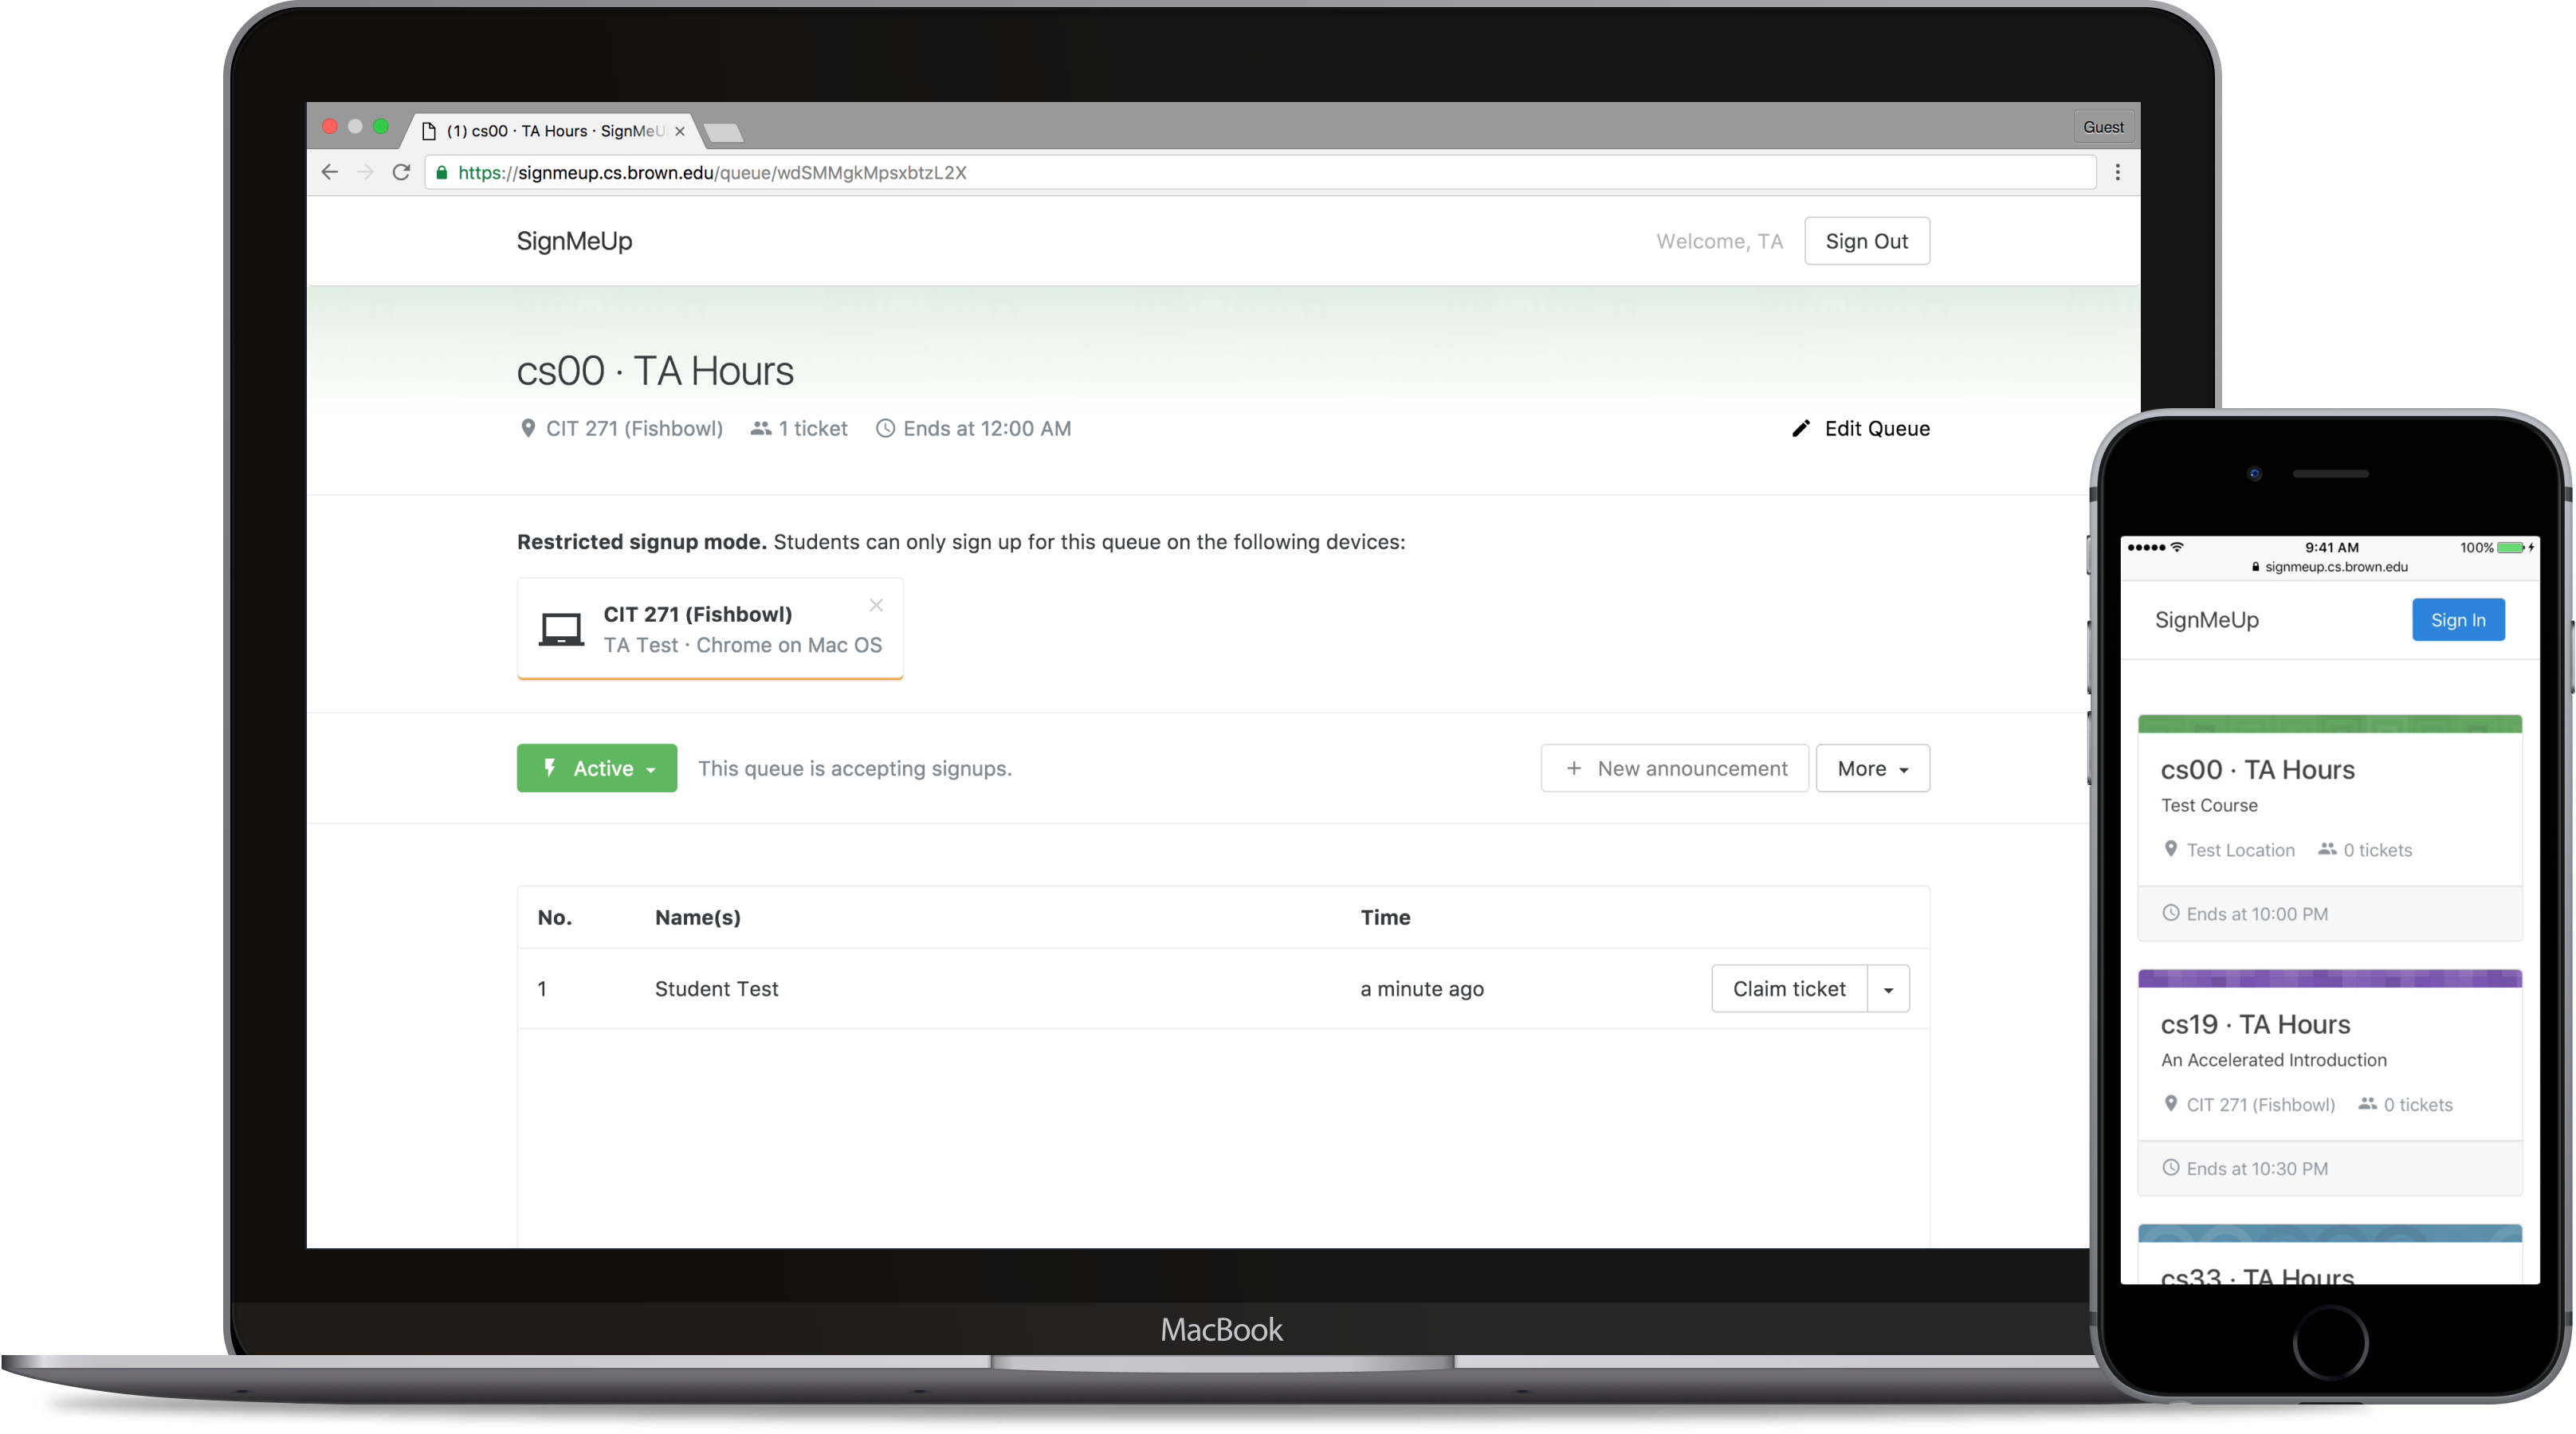 (1) cs00 · TA Hours · SignMeU
Guest
https://signmeup.cs.brown.edu/queue/wdSMMgkMpsxbtzL2X
SignMeUp
Welcome, TA
Sign Out
cs00 · TA Hours
CIT 271 (Fishbowl)
1 ticket
Ends at 12:00 AM
Edit Queue
Restricted signup mode. Students can only sign up for this queue on the following devices:
CIT 271 (Fishbowl)
TA Test · Chrome on Mac OS
Active
This queue is accepting signups.
+ New announcement
More
No. Name(s) Time
1 Student Test a minute ago Claim ticket
MacBook
9:41 AM
100%
signmeup.cs.brown.edu
SignMeUp
Sign In
cs00 · TA Hours
Test Course
Test Location
0 tickets
Ends at 10:00 PM
cs19 · TA Hours
An Accelerated Introduction
CIT 271 (Fishbowl)
0 tickets
Ends at 10:30 PM
cs33 · TA Hours